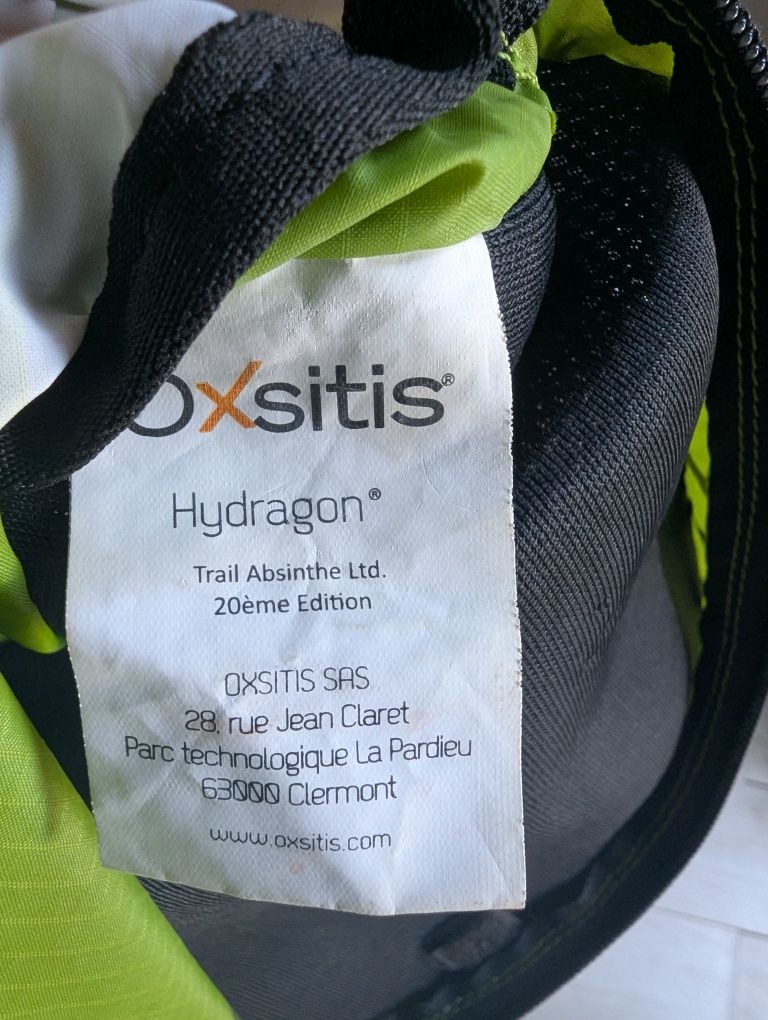 OXsitis®
Hydragon®
Trail Absinthe Ltd.
20ème Edition
OXSITIS SAS
28, rue Jean Claret
Parc technologique La Pardieu
63000 Clermont
www.oxsitis.com